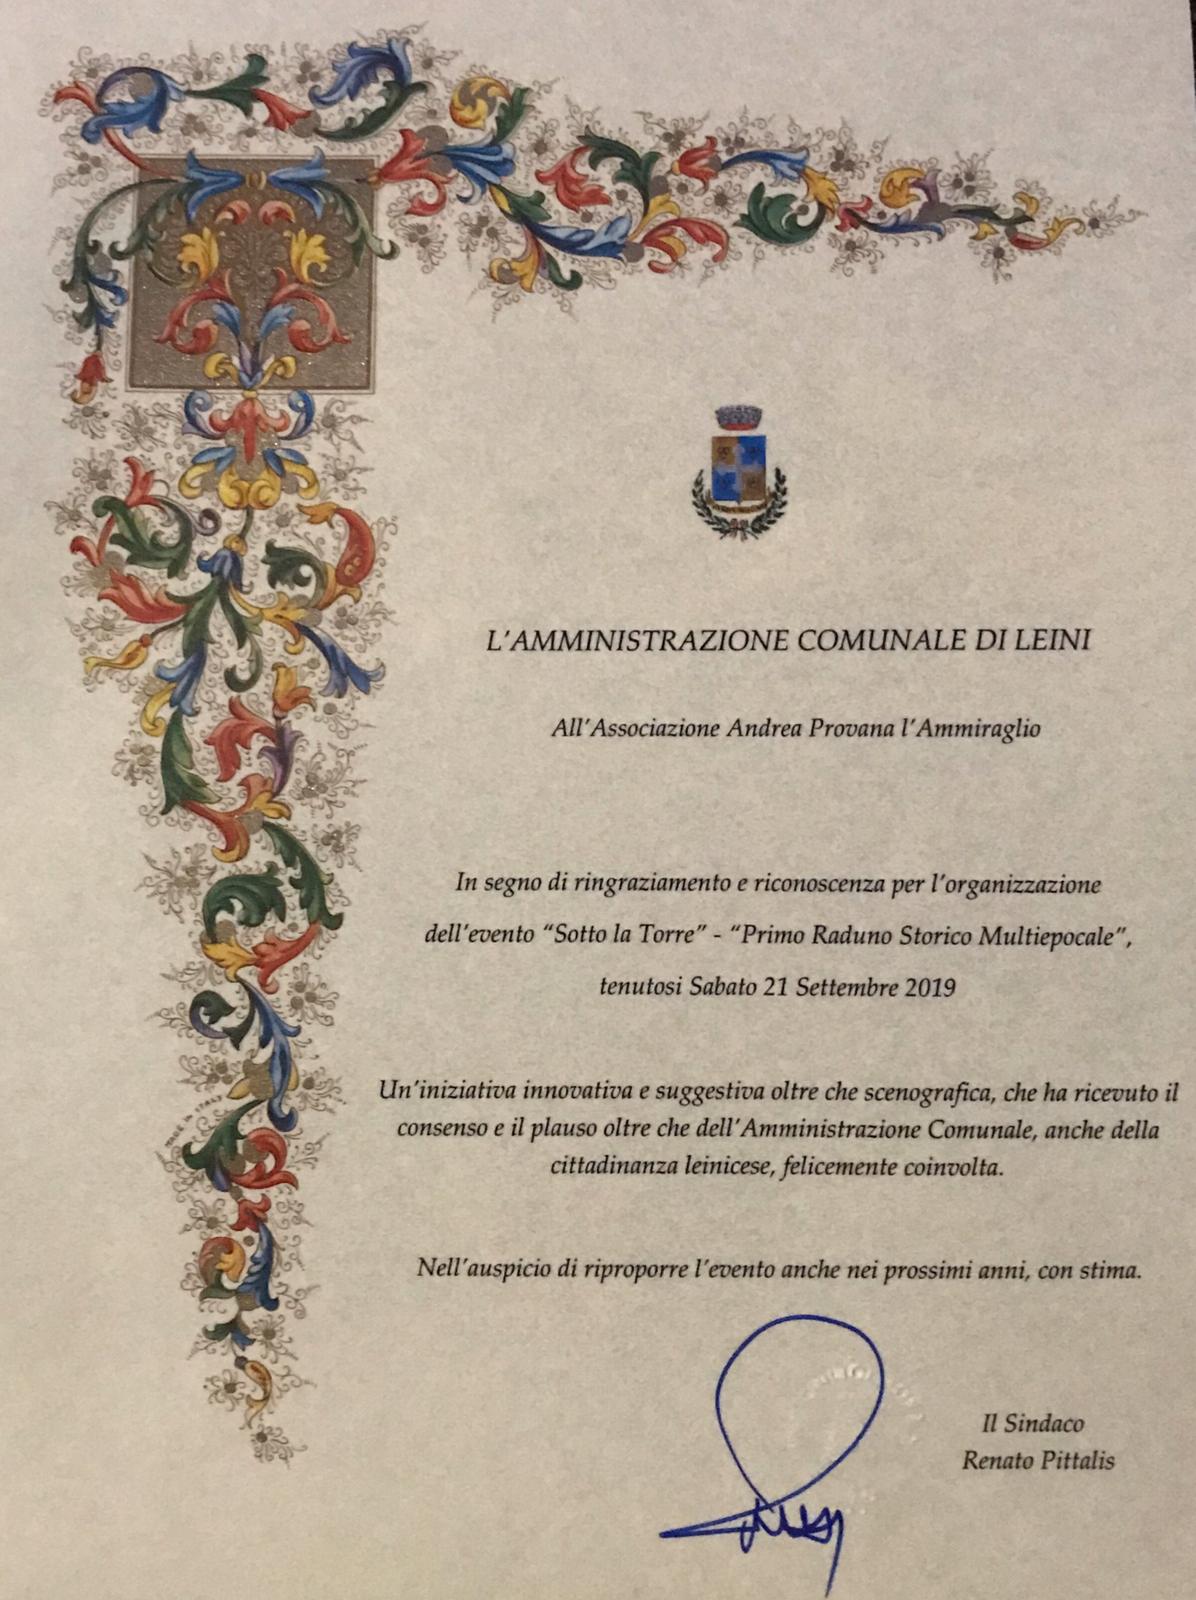 L'AMMINISTRAZIONE COMUNALE DI LEINI
All'Associazione Andrea Provana l'Ammiraglio
In segno di ringraziamento e riconoscenza per l'organizzazione
dell'evento “Sotto la Torre” - “Primo Raduno Storico Multiepocale”,
tenutosi Sabato 21 Settembre 2019
Un'iniziativa innovativa e suggestiva oltre che scenografica, che ha ricevuto il
consenso e il plauso oltre che dell'Amministrazione Comunale, anche della
cittadinanza leinicese, felicemente coinvolta.
Nell'auspicio di riproporre l'evento anche nei prossimi anni, con stima.
Il Sindaco
Renato Pittalis
MADE IN ITALY